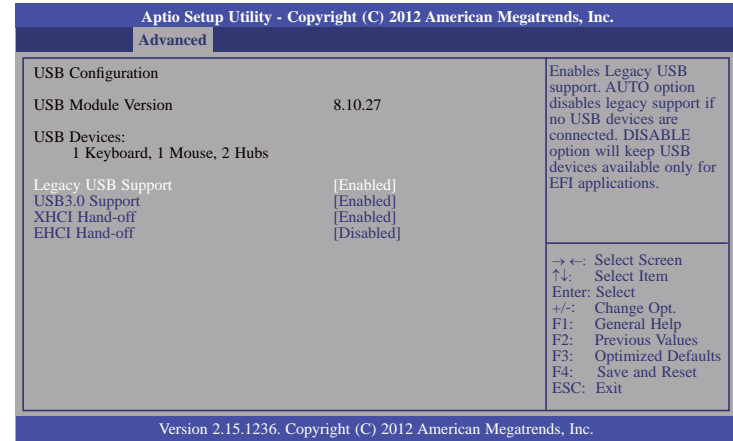 Aptio Setup Utility - Copyright (C) 2012 American Megatrends, Inc.
Advanced
USB Configuration
USB Module Version 8.10.27
USB Devices:
1 Keyboard, 1 Mouse, 2 Hubs
Legacy USB Support [Enabled]
USB3.0 Support [Enabled]
XHCI Hand-off [Enabled]
EHCI Hand-off [Disabled]
Enables Legacy USB
support. AUTO option
disables legacy support if
no USB devices are
connected. DISABLE
option will keep USB
devices available only for
EFI applications.
→ ←: Select Screen
↑↓: Select Item
Enter: Select
+/-: Change Opt.
F1: General Help
F2: Previous Values
F3: Optimized Defaults
F4: Save and Reset
ESC: Exit
Version 2.15.1236. Copyright (C) 2012 American Megatrends, Inc.